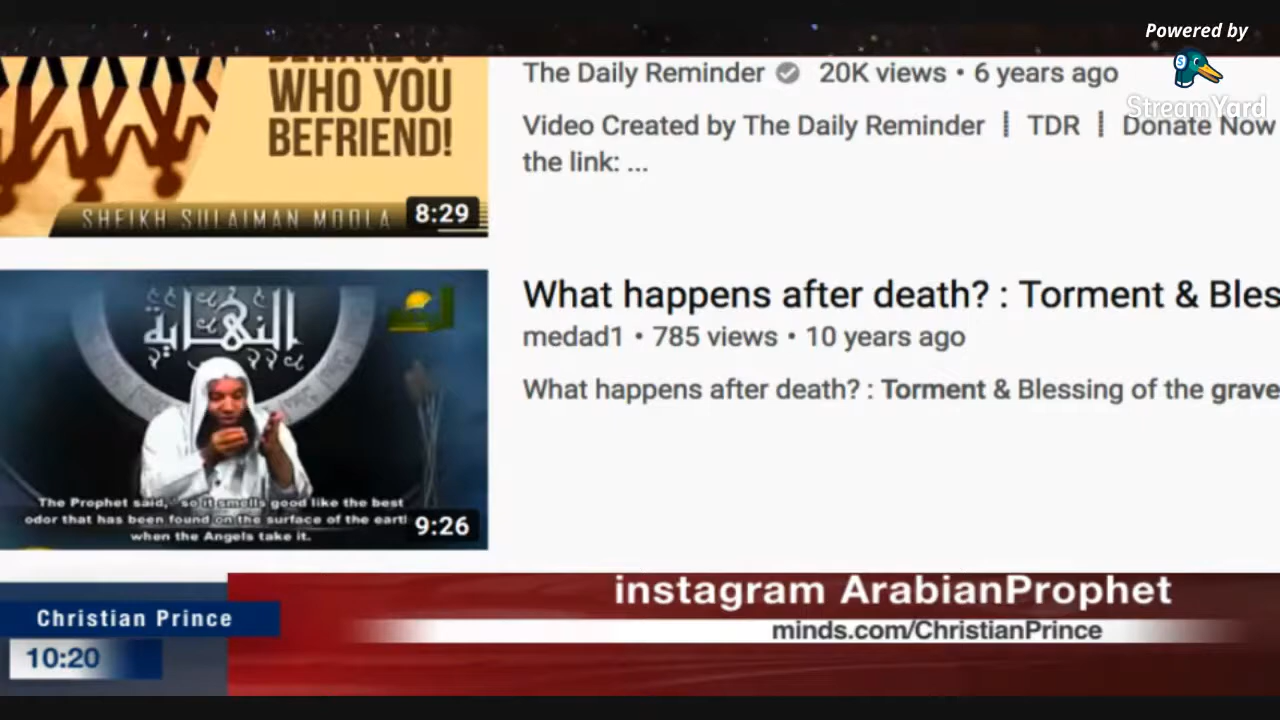 Powered by
StreamYard
BEWARE OF
WHO YOU
BEFRIEND!
SHEIKH SULAIMAN MOOLA
8:29
The Daily Reminder 20K views • 6 years ago
Video Created by The Daily Reminder | TDR | Donate Now
the link: ...
النهاية
The Prophet said, "so it smells good like the best
odor that has been found on the surface of the eart
when the Angels take it.
9:26
What happens after death? : Torment & Bles
medad1 • 785 views • 10 years ago
What happens after death? : Torment & Blessing of the grave
instagram ArabianProphet
minds.com/ChristianPrince
Christian Prince
10:20